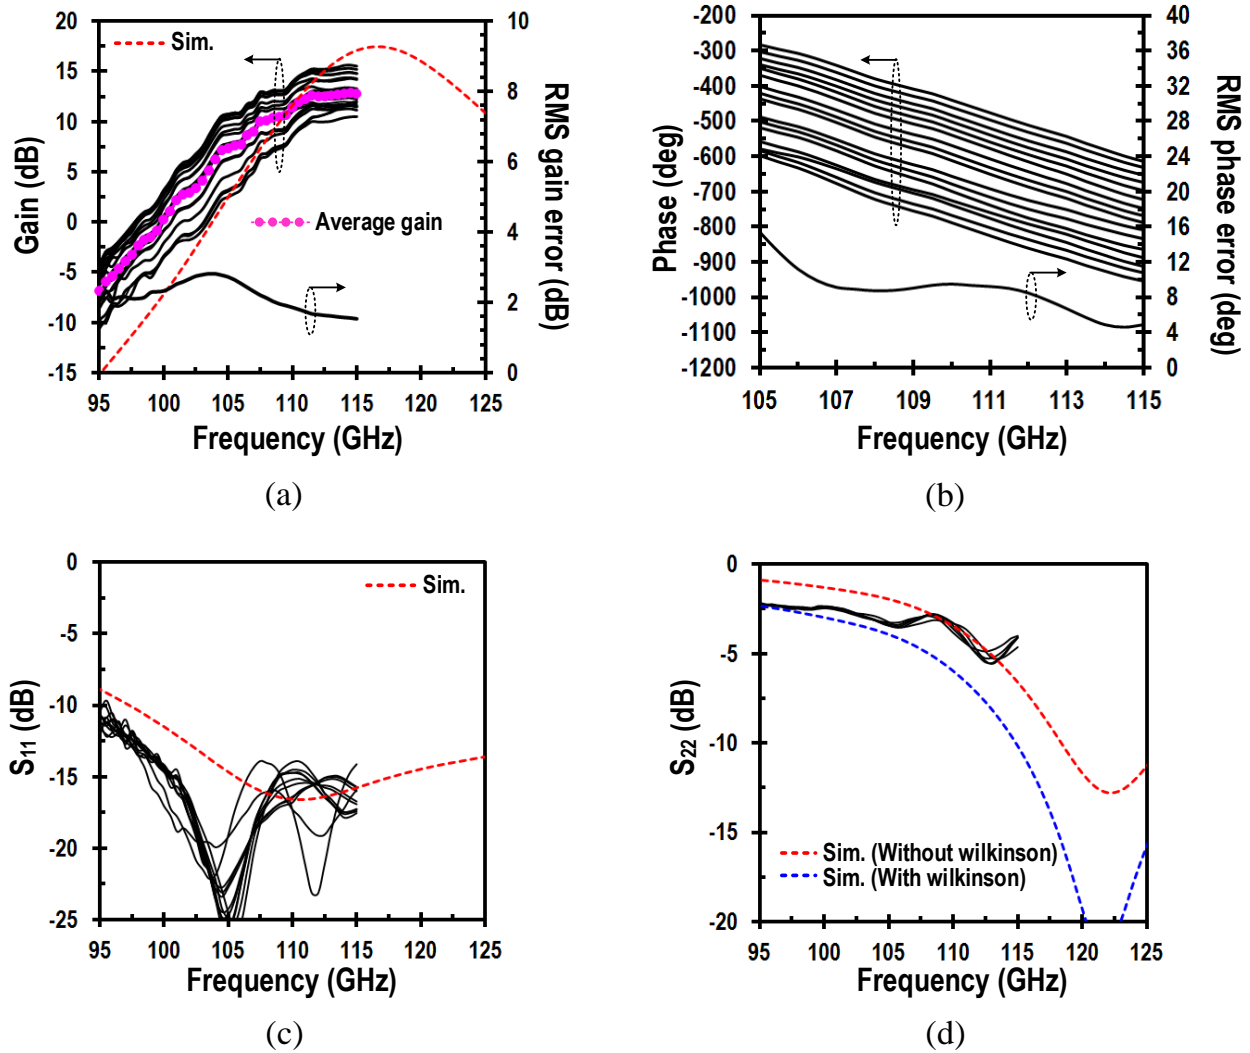 20
15
10
5
0
-5
-10
-15
Gain (dB)
Sim.
Average gain
10
8
6
4
2
0
RMS gain error (dB)
95 100 105 110 115 120 125
Frequency (GHz)
(a)
-200
-300
-400
-500
-600
-700
-800
-900
-1000
-1100
-1200
Phase (deg)
40
36
32
28
24
20
16
12
8
4
0
RMS phase error (deg)
105 107 109 111 113 115
Frequency (GHz)
(b)
0
-5
-10
-15
-20
-25
S₁₁ (dB)
Sim.
95 100 105 110 115 120 125
Frequency (GHz)
(c)
0
-5
-10
-15
-20
S₂₂ (dB)
Sim. (Without wilkinson)
Sim. (With wilkinson)
95 100 105 110 115 120 125
Frequency (GHz)
(d)